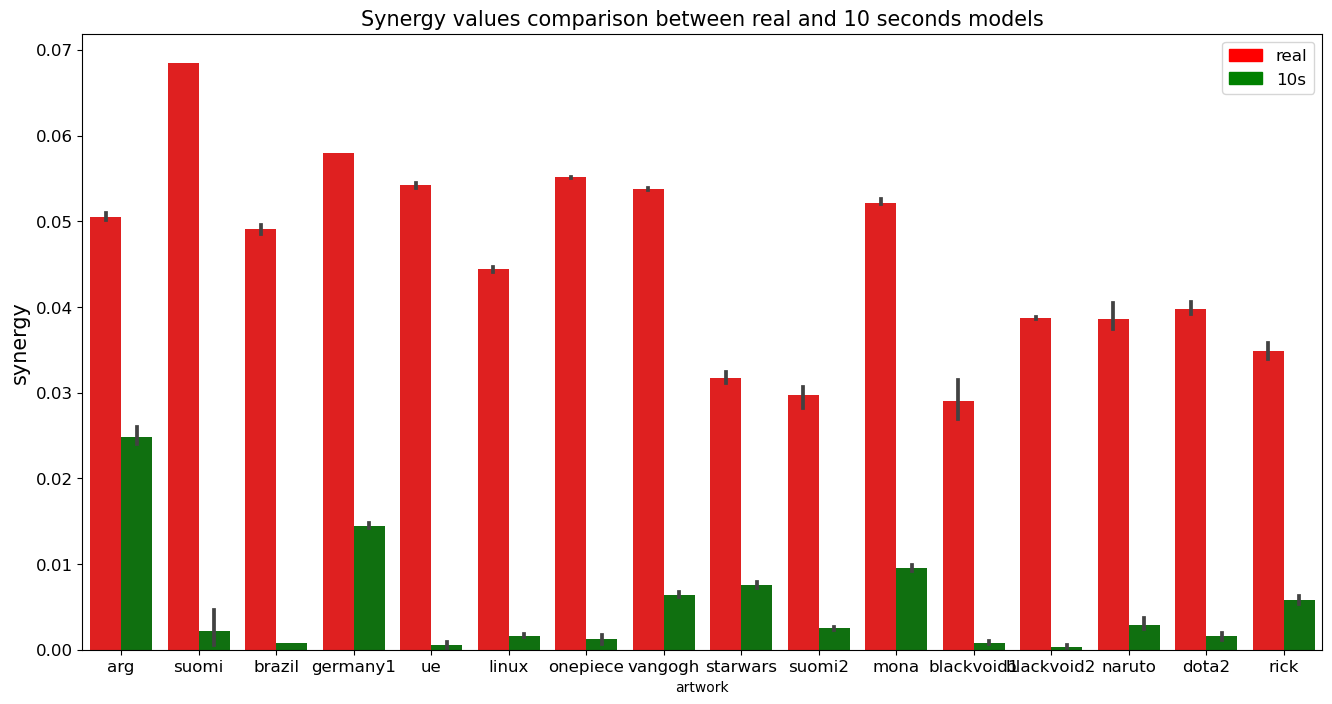 Synergy values comparison between real and 10 seconds models
real
10s
synergy
0.07
0.06
0.05
0.04
0.03
0.02
0.01
0.00
arg suomi brazil germany1 ue linux onepiece vangogh starwars suomi2 mona blackvoid1 blackvoid2 naruto dota2 rick
artwork